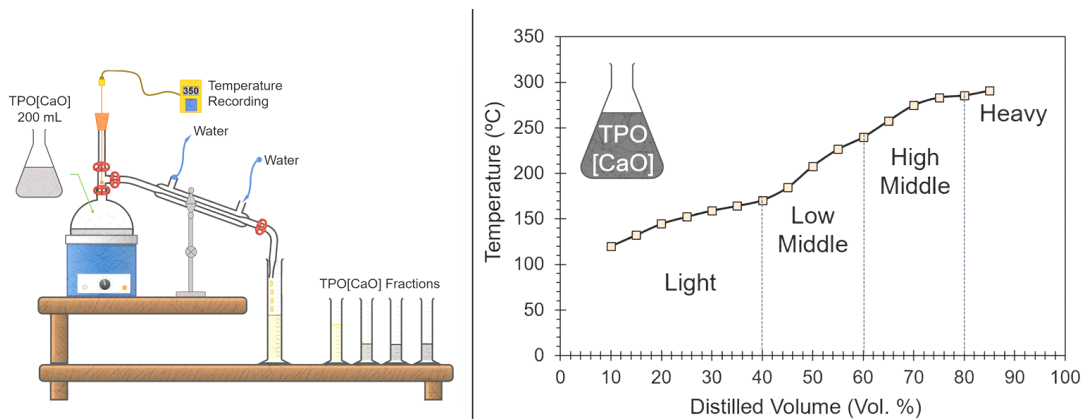 TPO[CaO]
200 mL
350
Temperature
Recording
Water
Water
TPO[CaO] Fractions
Temperature (ºC)
350
300
250
200
150
100
50
0
TPO
[CaO]
Light
Low
Middle
High
Middle
Heavy
0 10 20 30 40 50 60 70 80 90 100
Distilled Volume (Vol. %)